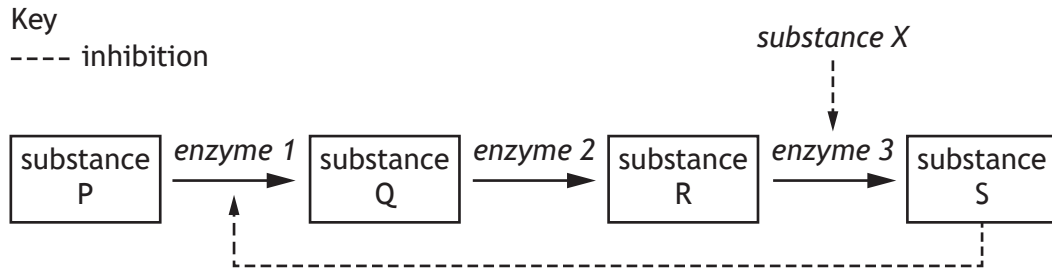 Key
---- inhibition
substance X
substance
P
enzyme 1
substance
Q
enzyme 2
substance
R
enzyme 3
substance
S